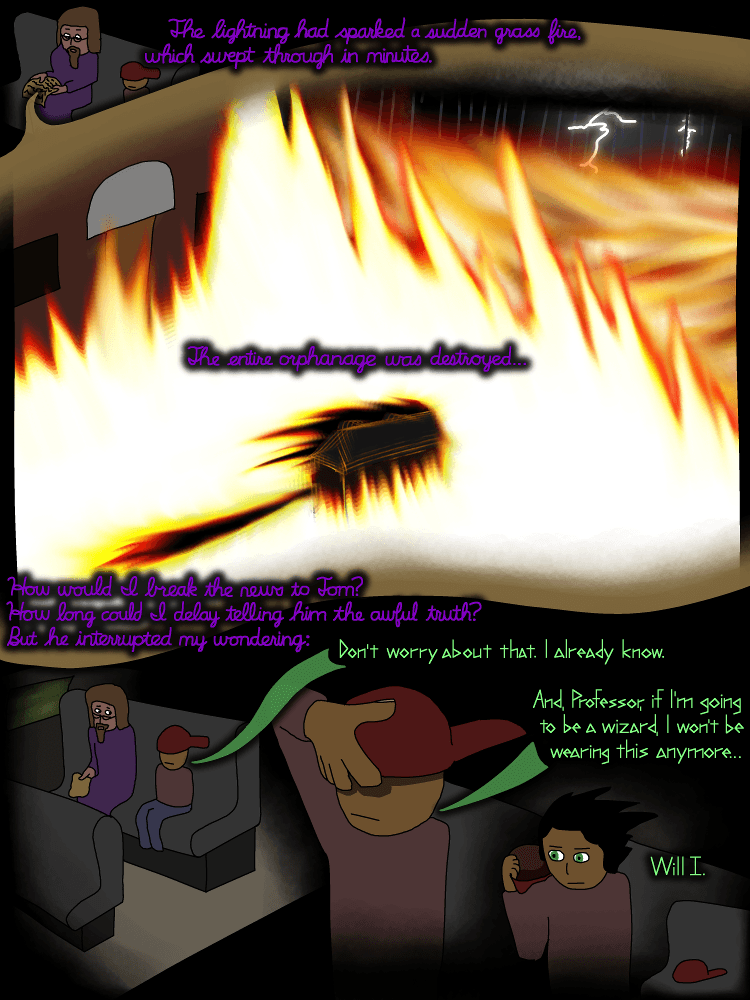 The lightning had sparked a sudden grass fire,
which swept through in minutes.
The entire orphanage was destroyed...
How would I break the news to Tom?
How long could I delay telling him the awful truth?
But he interrupted my wondering:
Don't worry about that. I already know.
And, Professor, if I'm going
to be a wizard, I won't be
wearing this anymore...
Will I.